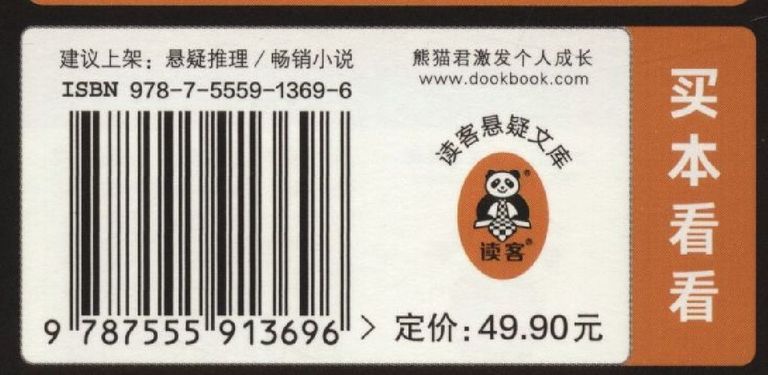 建议上架：悬疑推理／畅销小说
ISBN 978-7-5559-1369-6
9 787555 913696 >
熊猫君激发个人成长
www.dookbook.com
读客悬疑文库
读客®
定价：49.90元
买本看看